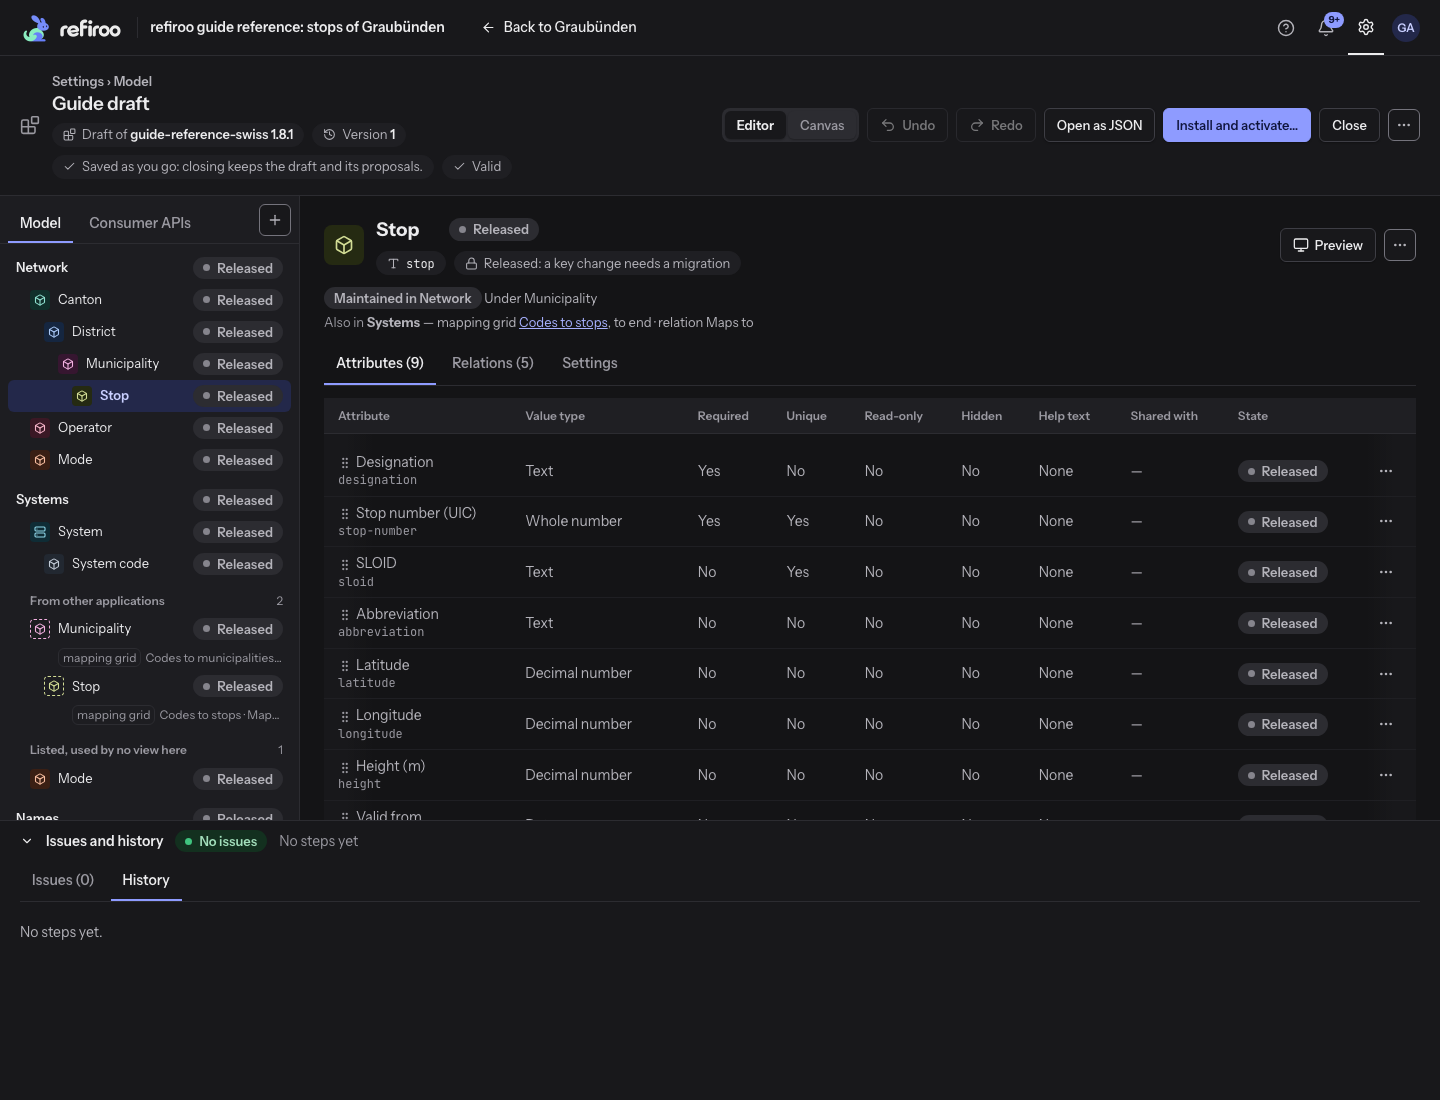 refiroo
refiroo guide reference: stops of Graubünden
← Back to Graubünden
9+
GA
Settings › Model
Guide draft
Draft of guide-reference-swiss 1.8.1
Version 1
Saved as you go: closing keeps the draft and its proposals.
Valid
Editor
Canvas
Undo
Redo
Open as JSON
Install and activate...
Close
Model
Consumer APIs
Network Released
Canton Released
District Released
Municipality Released
Stop Released
Operator Released
Mode Released
Systems Released
System Released
System code Released
From other applications 2
Municipality Released
mapping grid Codes to municipalities...
Stop Released
mapping grid Codes to stops · Map...
Listed, used by no view here 1
Mode Released
Names Released
Stop Released
stop
Released: a key change needs a migration
Preview
Maintained in Network Under Municipality
Also in Systems — mapping grid Codes to stops, to end · relation Maps to
Attributes (9)
Relations (5)
Settings
Attribute Value type Required Unique Read-only Hidden Help text Shared with State
Designation
designation
Text Yes No No No None — Released
Stop number (UIC)
stop-number
Whole number Yes Yes No No None — Released
SLOID
sloid
Text No Yes No No None — Released
Abbreviation
abbreviation
Text No No No No None — Released
Latitude
latitude
Decimal number No No No No None — Released
Longitude
longitude
Decimal number No No No No None — Released
Height (m)
height
Decimal number No No No No None — Released
Valid from
Issues and history No issues No steps yet
Issues (0)
History
No steps yet.